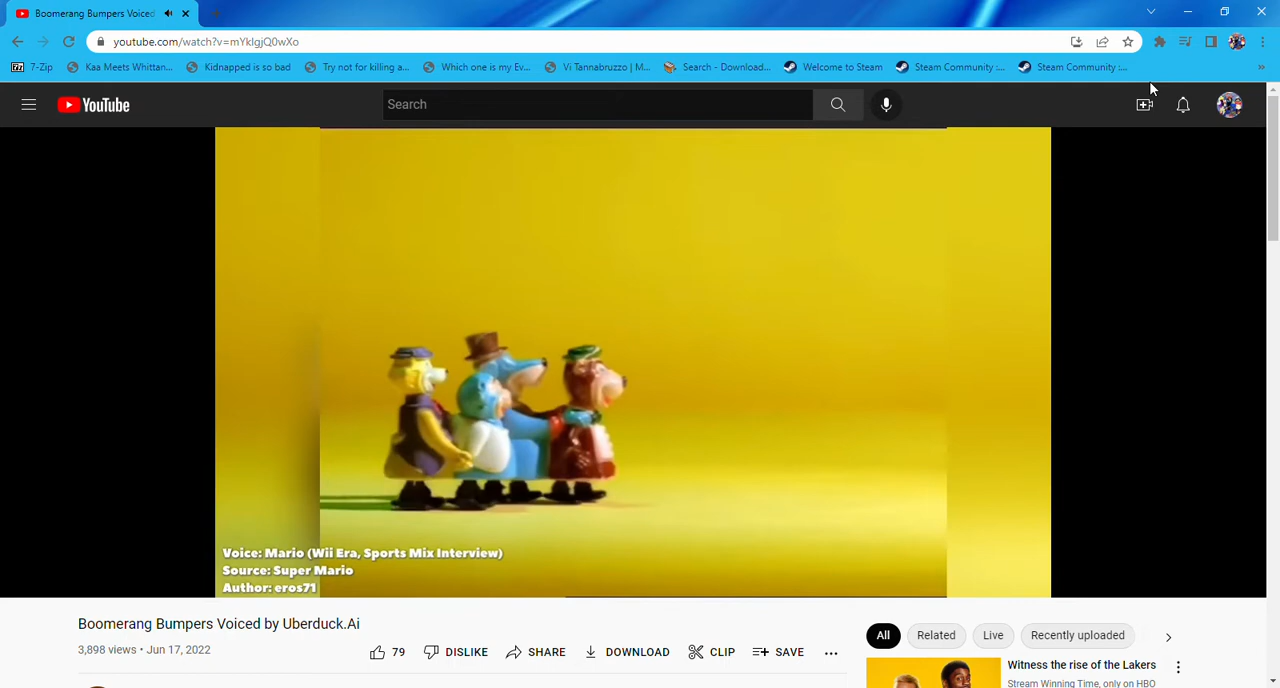 Boomerang Bumpers Voiced
youtube.com/watch?v=mYkIgjQ0wXo
7-Zip Kaa Meets Whittan... Kidnapped is so bad Try not for killing a... Which one is my Ev... Vi Tannabruzzo | M... Search - Download... Welcome to Steam Steam Community :... Steam Community :... »
YouTube Search
Voice: Mario (Wii Era, Sports Mix Interview)
Source: Super Mario
Author: eros71
Boomerang Bumpers Voiced by Uberduck.Ai
3,898 views • Jun 17, 2022
79 DISLIKE SHARE DOWNLOAD CLIP SAVE ...
All Related Live Recently uploaded
Witness the rise of the Lakers
Stream Winning Time, only on HBO